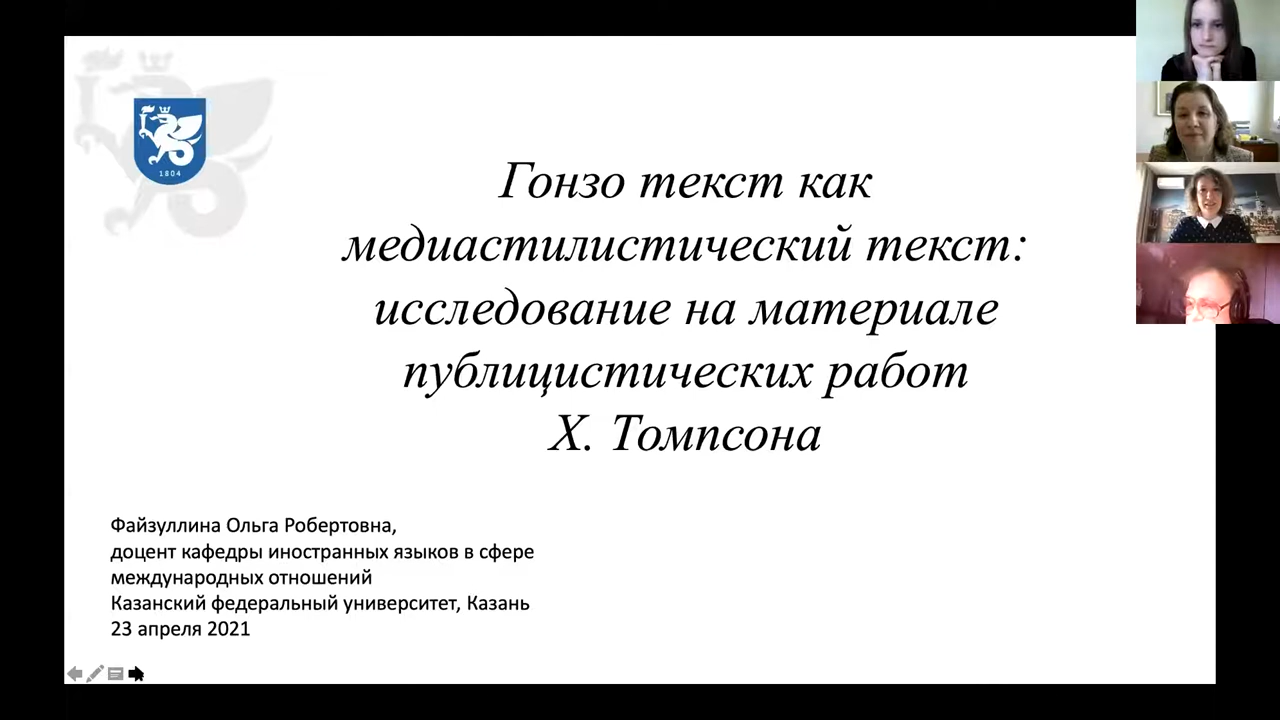 1804
Гонзо текст как
медиастилистический текст:
исследование на материале
публицистических работ
Х. Томпсона
Файзуллина Ольга Робертовна,
доцент кафедры иностранных языков в сфере
международных отношений
Казанский федеральный университет, Казань
23 апреля 2021